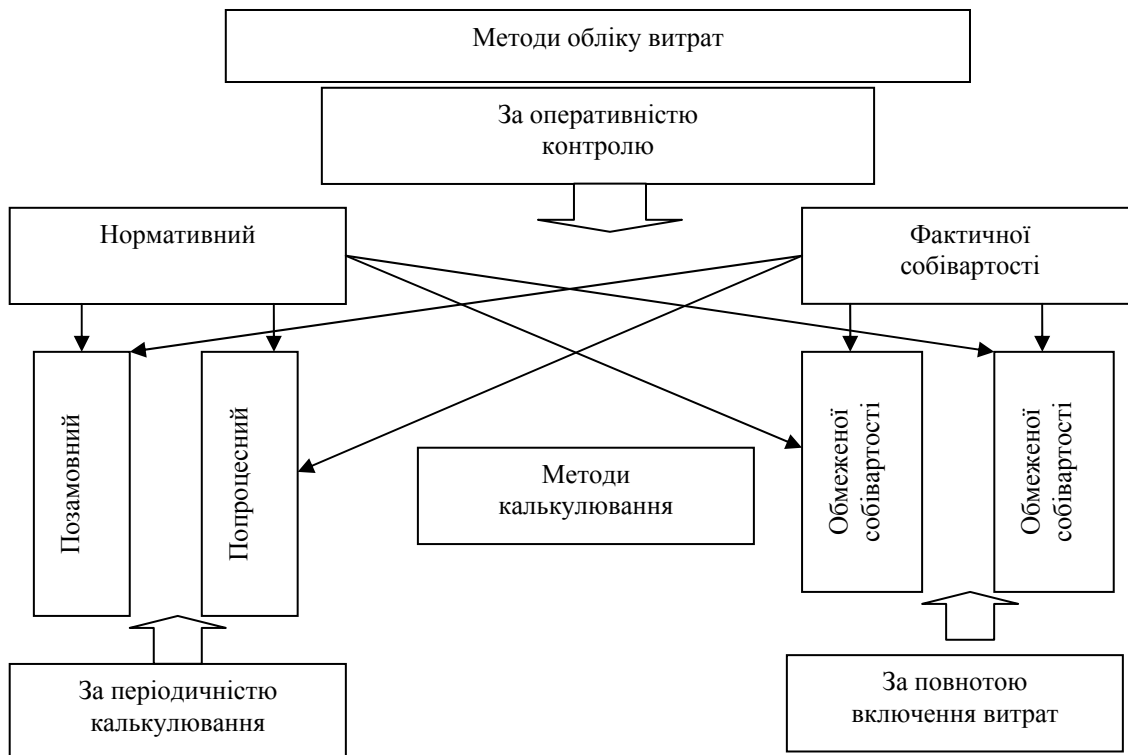 Методи обліку витрат
За оперативністю
контролю
Нормативний
Фактичної
собівартості
Позамовний
Попроцесний
Методи
калькулювання
Обмеженої
собівартості
Обмеженої
собівартості
За періодичністю
калькулювання
За повнотою
включення витрат